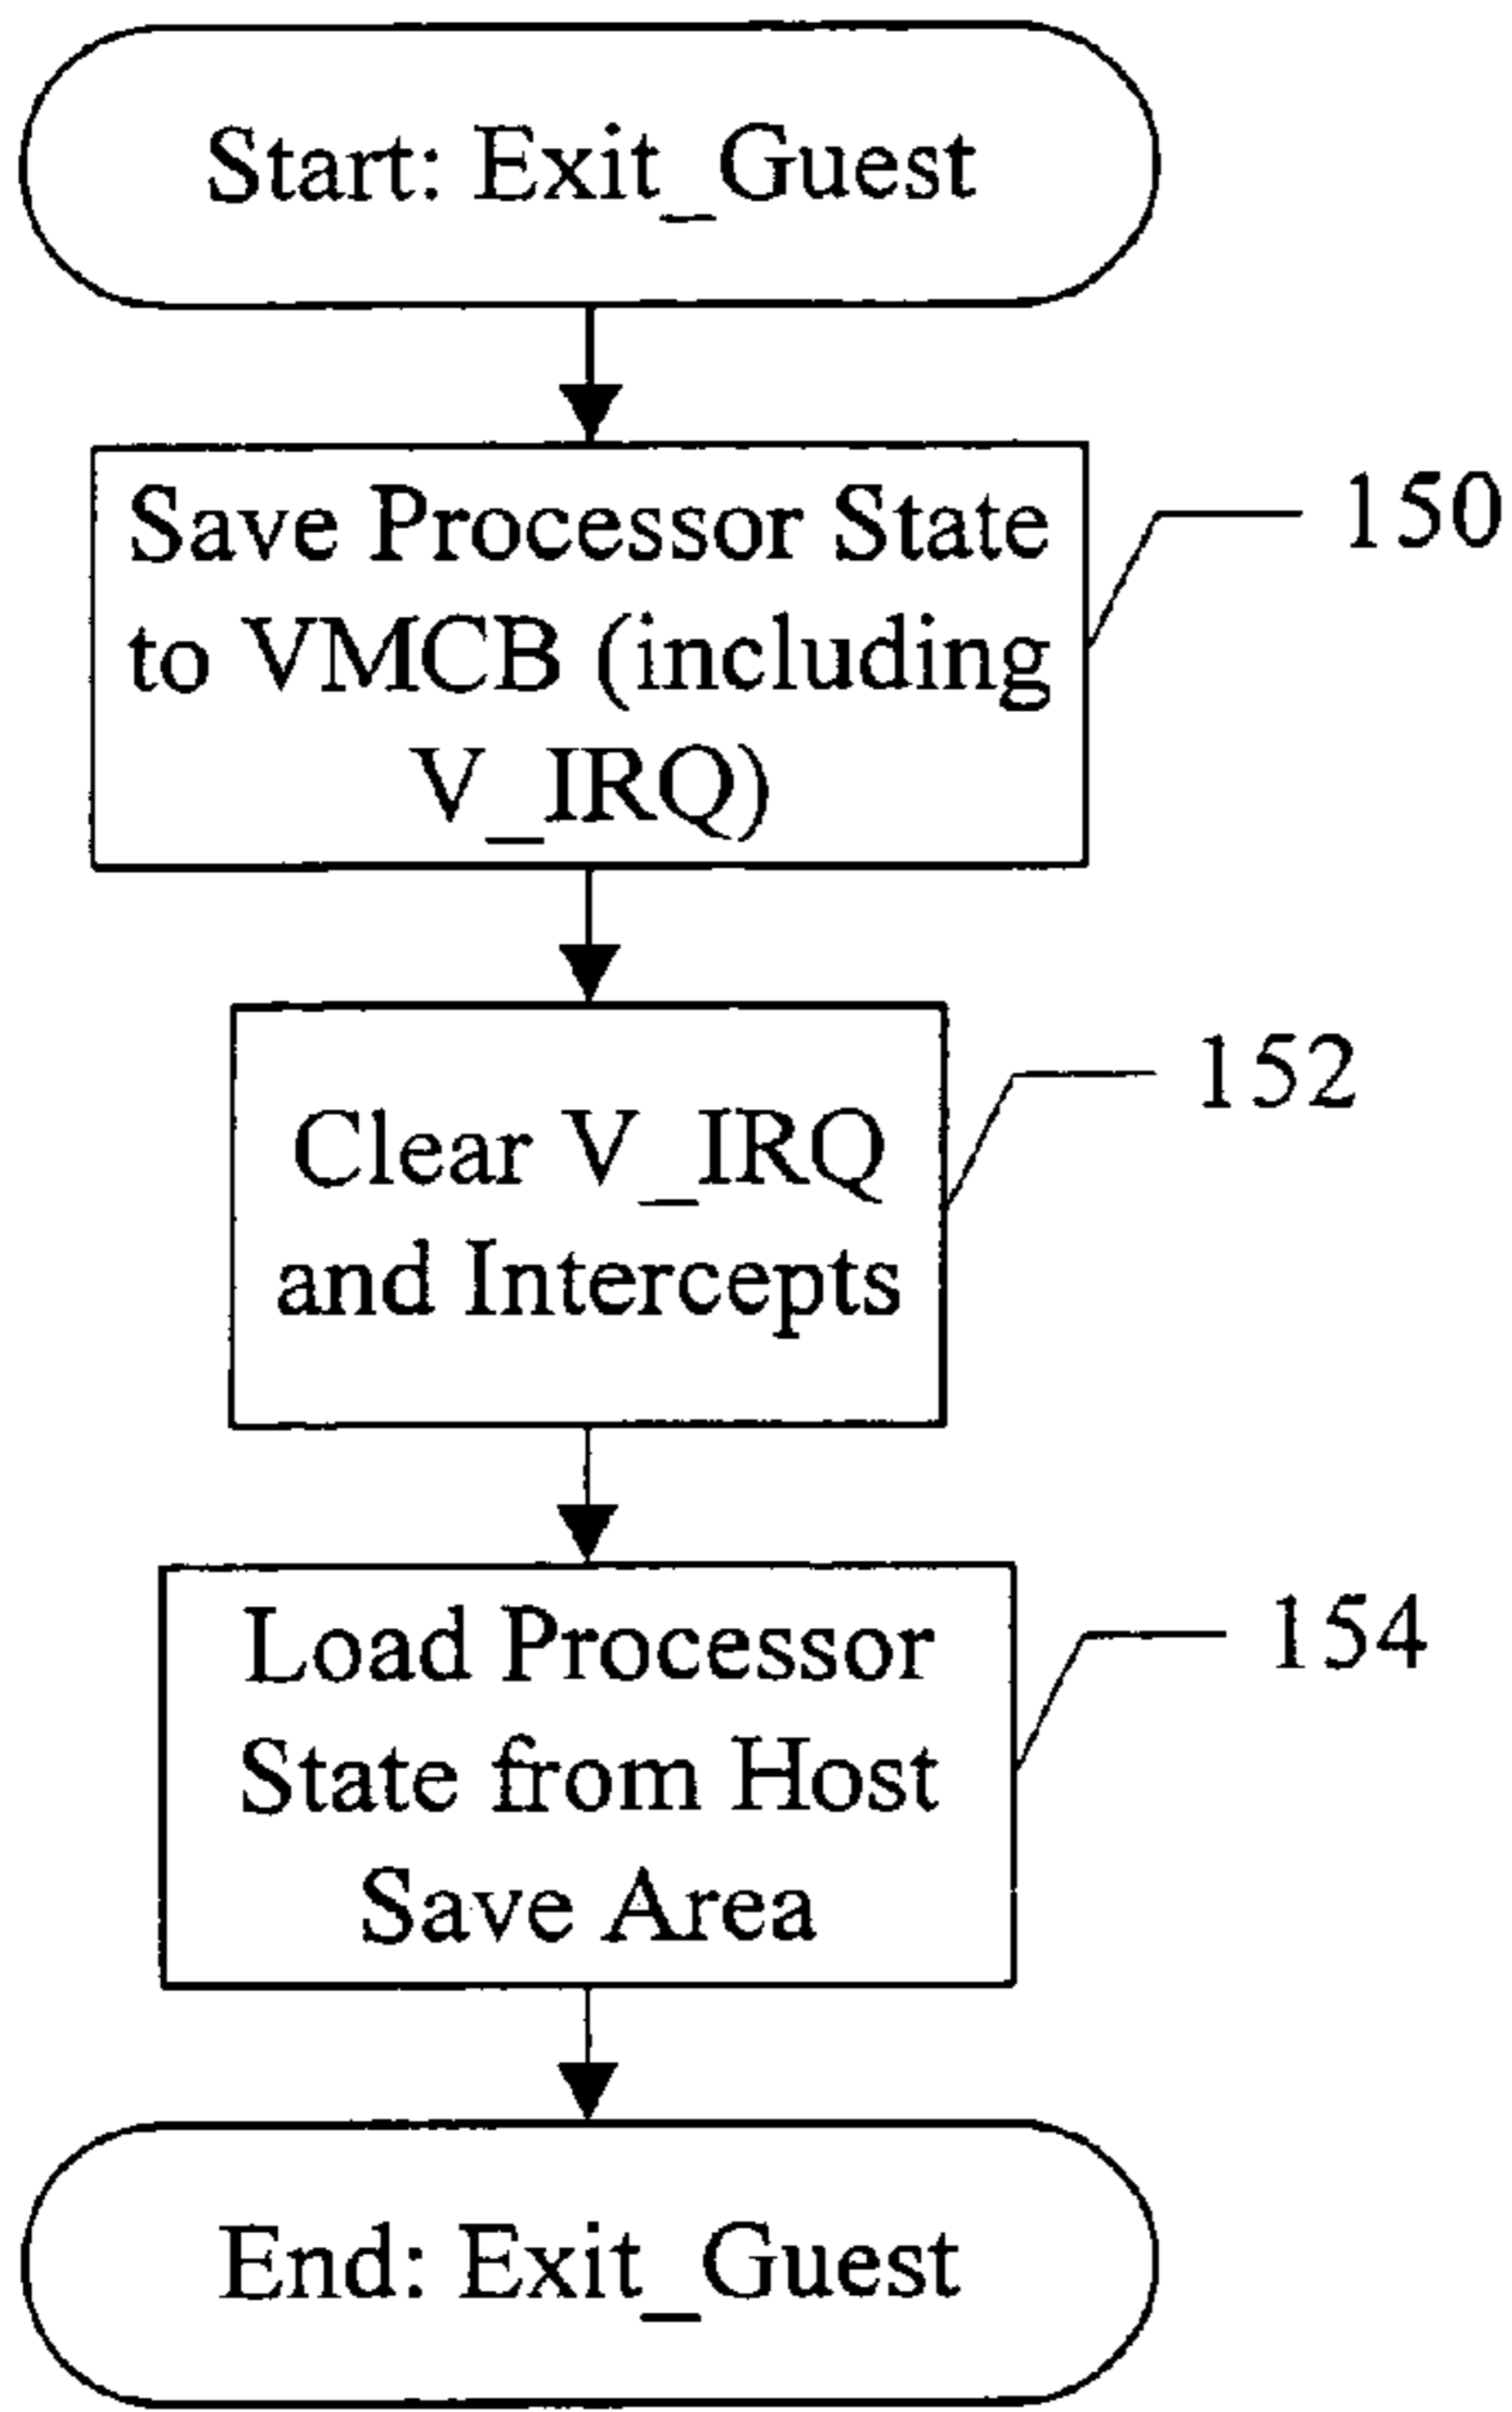 Start: Exit_Guest
Save Processor State
to VMCB (including
V_IRQ)
150
Clear V_IRQ
and Intercepts
152
Load Processor
State from Host
Save Area
154
End: Exit_Guest